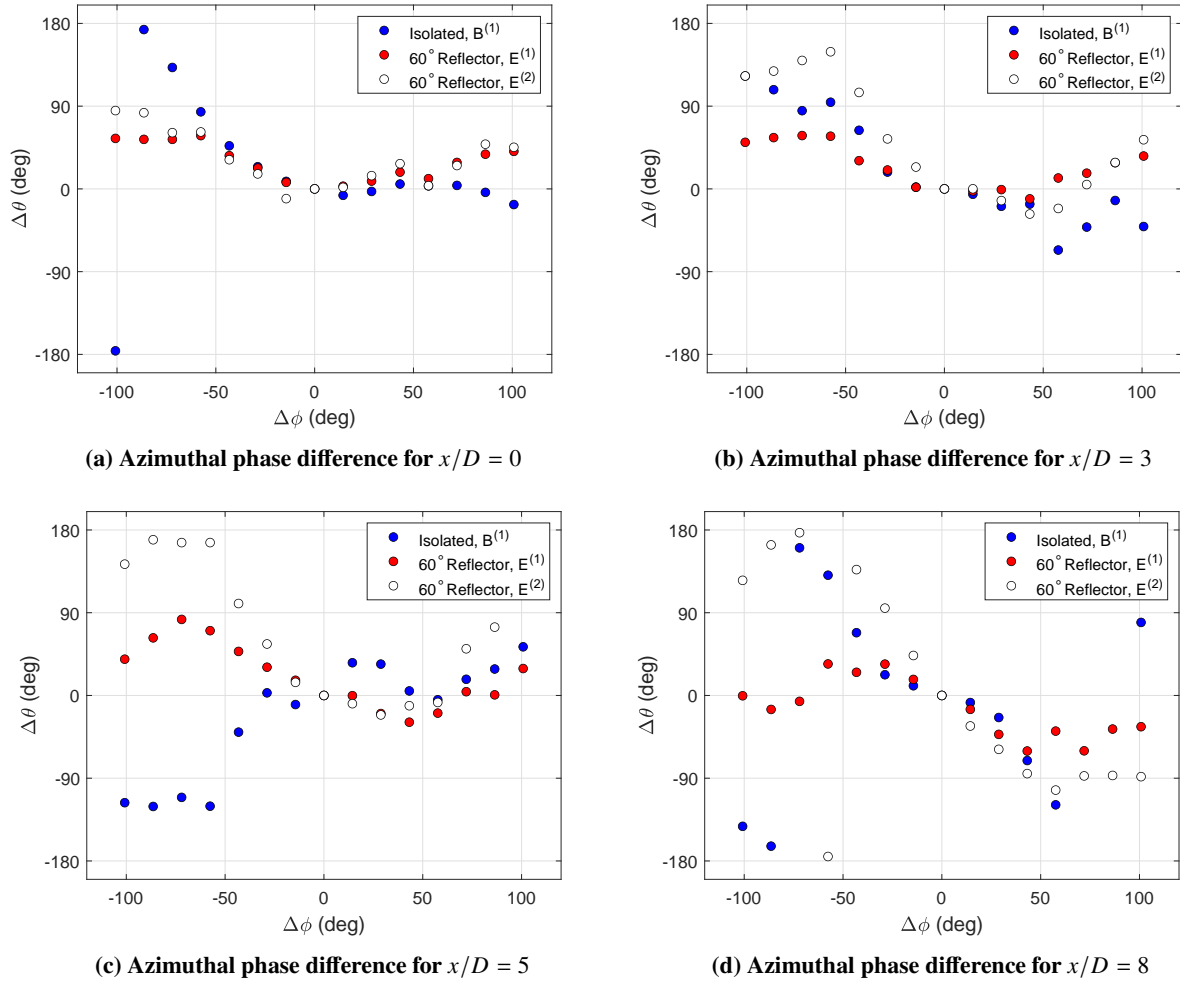 180
90
0
-90
-180
Δθ (deg)
-100
-50
0
50
100
Δϕ (deg)
Isolated, B(1)
60° Reflector, E(1)
60° Reflector, E(2)
(a) Azimuthal phase difference for x/D = 0
180
90
0
-90
-180
Δθ (deg)
-100
-50
0
50
100
Δϕ (deg)
Isolated, B(1)
60° Reflector, E(1)
60° Reflector, E(2)
(b) Azimuthal phase difference for x/D = 3
180
90
0
-90
-180
Δθ (deg)
-100
-50
0
50
100
Δϕ (deg)
Isolated, B(1)
60° Reflector, E(1)
60° Reflector, E(2)
(c) Azimuthal phase difference for x/D = 5
180
90
0
-90
-180
Δθ (deg)
-100
-50
0
50
100
Δϕ (deg)
Isolated, B(1)
60° Reflector, E(1)
60° Reflector, E(2)
(d) Azimuthal phase difference for x/D = 8